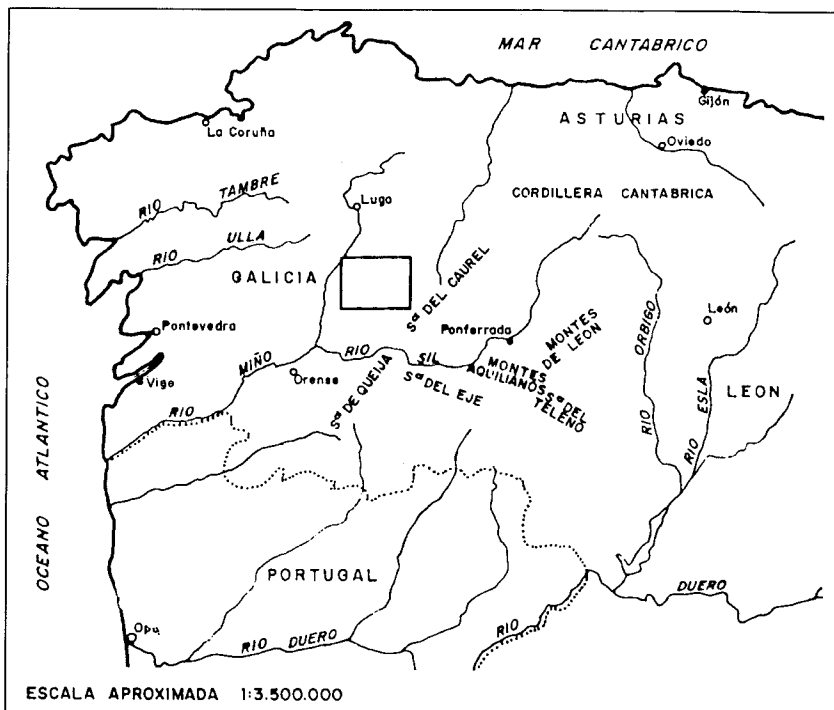 MAR CANTABRICO
Gijón
ASTURIAS
La Coruña
Oviedo
RIO TAMBRE
Lugo
CORDILLERA CANTABRICA
RIO ULLA
GALICIA
Sª DEL CAUREL
Pontevedra
Ponferrada
MONTES DE LEON
León
RIO ORBIGO
RIO MIÑO
RIO SIL
Vigo
Orense
MONTES AQUILIANOS
Sª DEL TELENO
LEON
RIO ESLA
Sª DE QUEIJA
Sª DEL EJE
OCEANO ATLANTICO
PORTUGAL
Opo.
RIO DUERO
RIO DUERO
ESCALA APROXIMADA 1:3.500.000